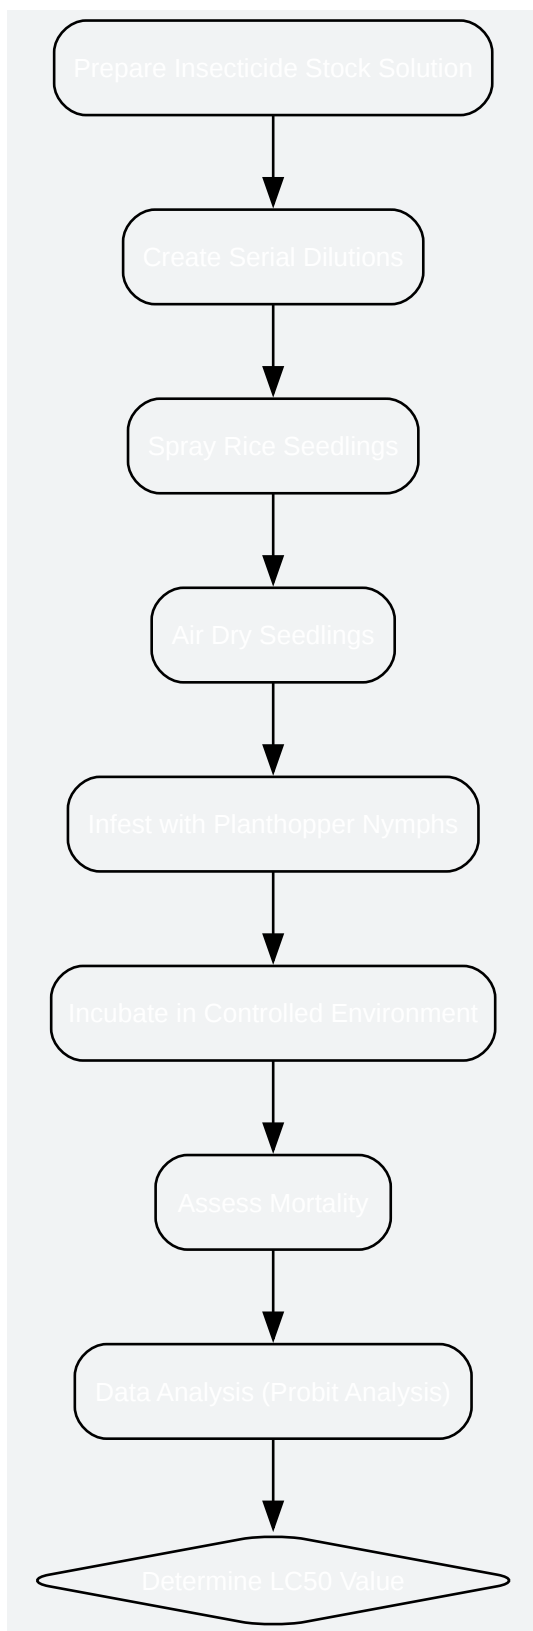 Prepare Insecticide Stock Solution
Create Serial Dilutions
Spray Rice Seedlings
Air Dry Seedlings
Infest with Planthopper Nymphs
Incubate in Controlled Environment
Assess Mortality
Data Analysis (Probit Analysis)
Determine LC50 Value